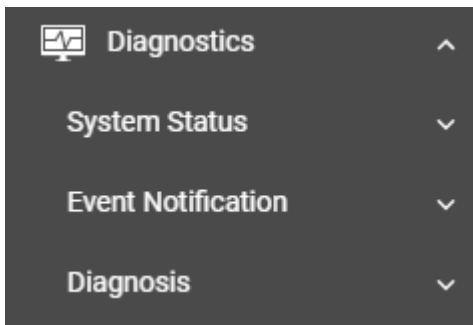 Diagnostics
System Status
Event Notification
Diagnosis